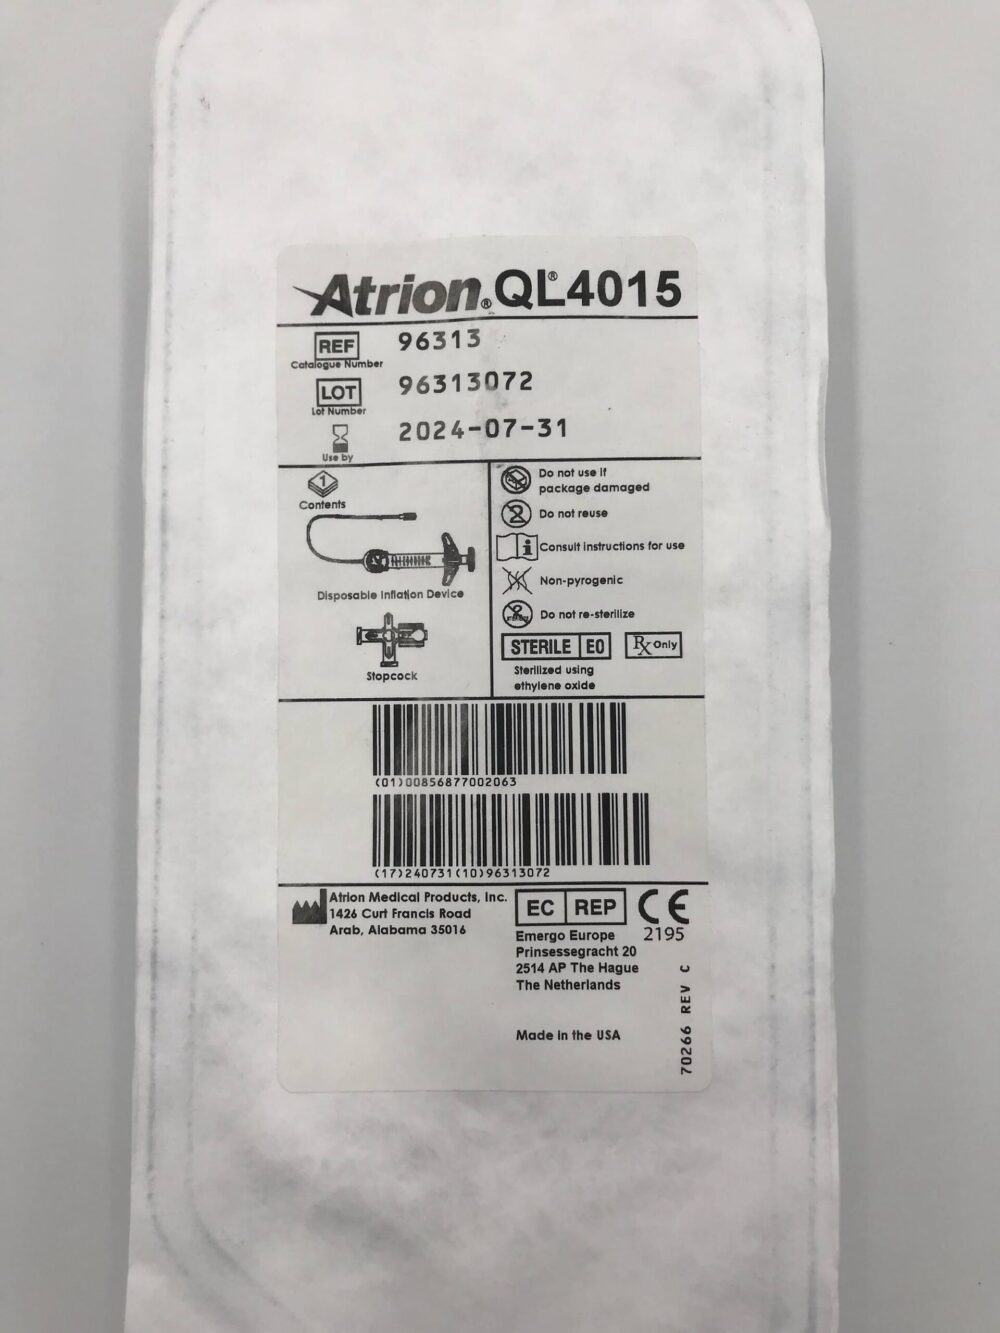 Atrion® QL®4015
REF 96313
Catalogue Number
LOT 96313072
Lot Number
2024-07-31
Use by
1
Contents
Disposable Inflation Device
Stopcock
Do not use if
package damaged
2 Do not reuse
i Consult instructions for use
Non-pyrogenic
Do not re-sterilize
STERILE EO Rx Only
Sterilized using
ethylene oxide
(01)00856877002063
(17)240731(10)96313072
Atrion Medical Products, Inc.
1426 Curt Francis Road
Arab, Alabama 35016
EC REP CE
2195
Emergo Europe
Prinsessegracht 20
2514 AP The Hague
The Netherlands
Made in the USA
70266 REV C